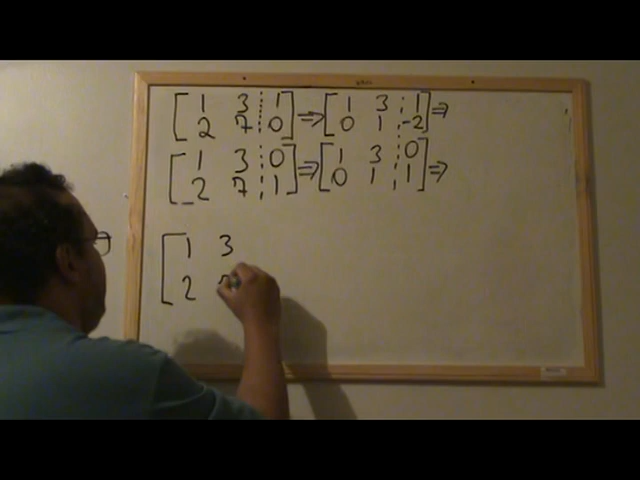 [1 3 ⋮ 1] ⇒ [1 3 ⋮ 1] ⇒
[2 7 ⋮ 0] [0 1 ⋮ -2]
[1 3 ⋮ 0] ⇒ [1 3 ⋮ 0] ⇒
[2 7 ⋮ 1] [0 1 ⋮ 1]
[1 3
[2